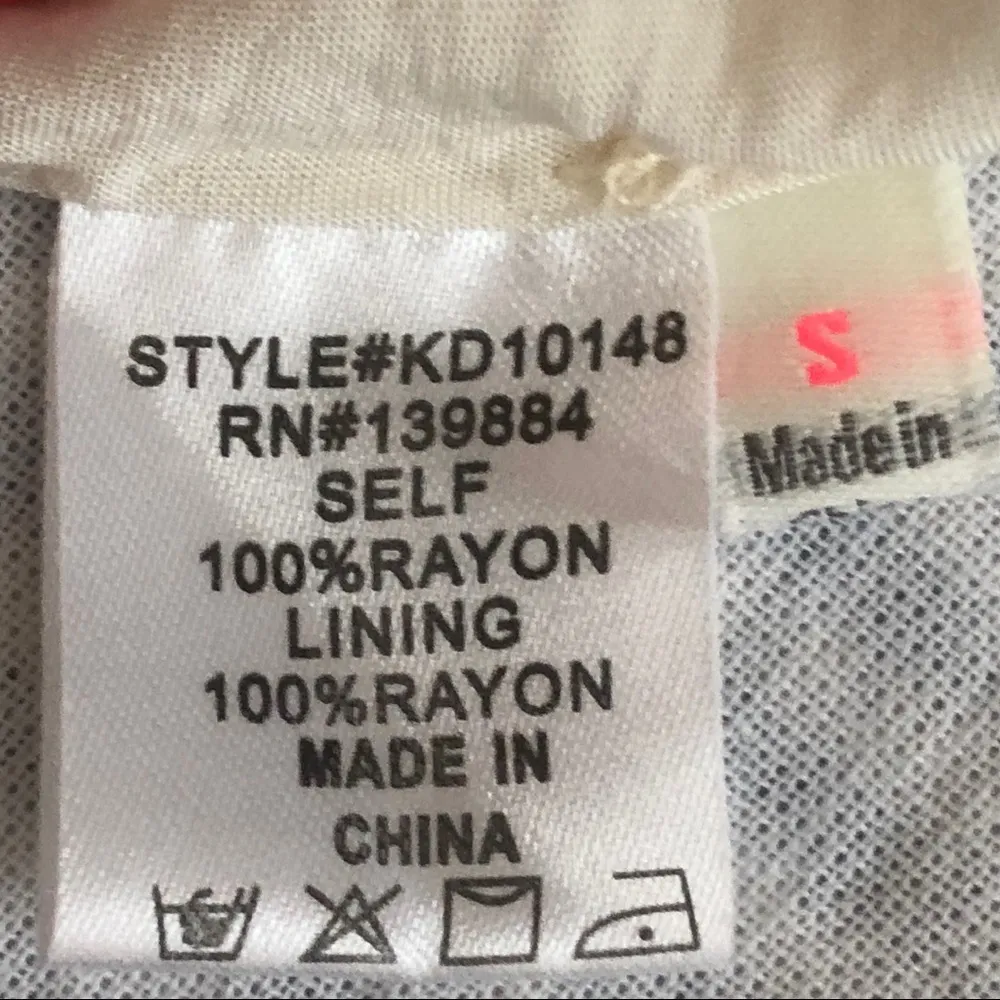 STYLE#KD10148
RN#139884
SELF
100%RAYON
LINING
100%RAYON
MADE IN
CHINA
S
Made in